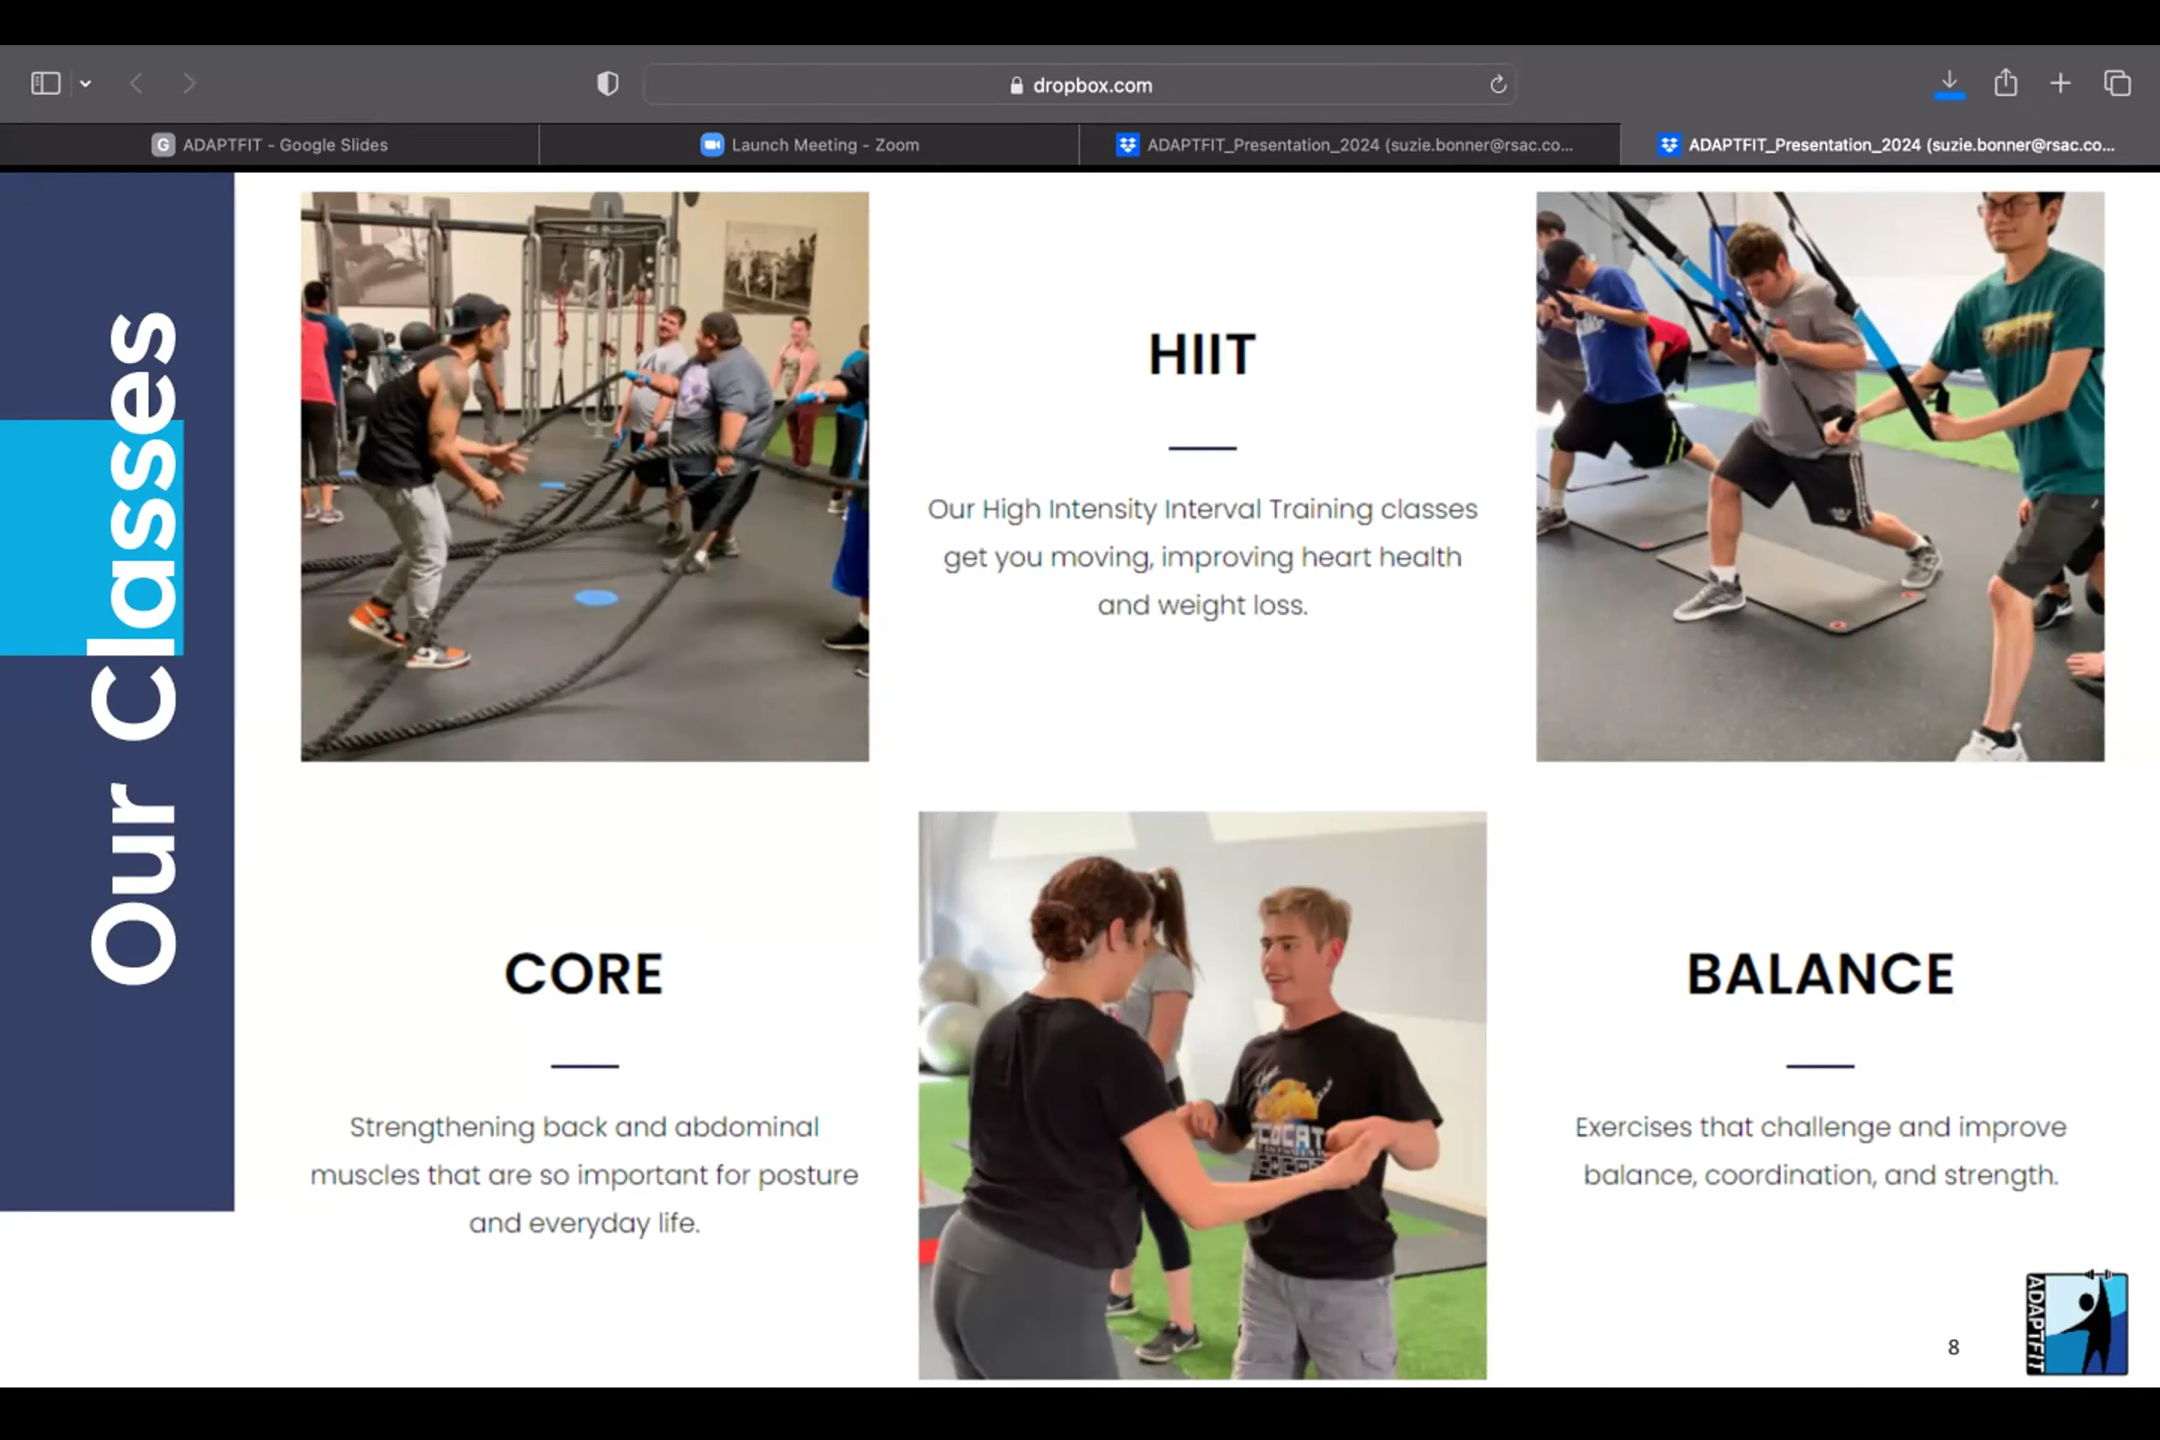 dropbox.com
ADAPTFIT - Google Slides
Launch Meeting - Zoom
ADAPTFIT_Presentation_2024 (suzie.bonner@rsac.co...
ADAPTFIT_Presentation_2024 (suzie.bonner@rsac.co...
Our Classes
HIIT
Our High Intensity Interval Training classes
get you moving, improving heart health
and weight loss.
CORE
Strengthening back and abdominal
muscles that are so important for posture
and everyday life.
BALANCE
Exercises that challenge and improve
balance, coordination, and strength.
8
ADAPTFIT